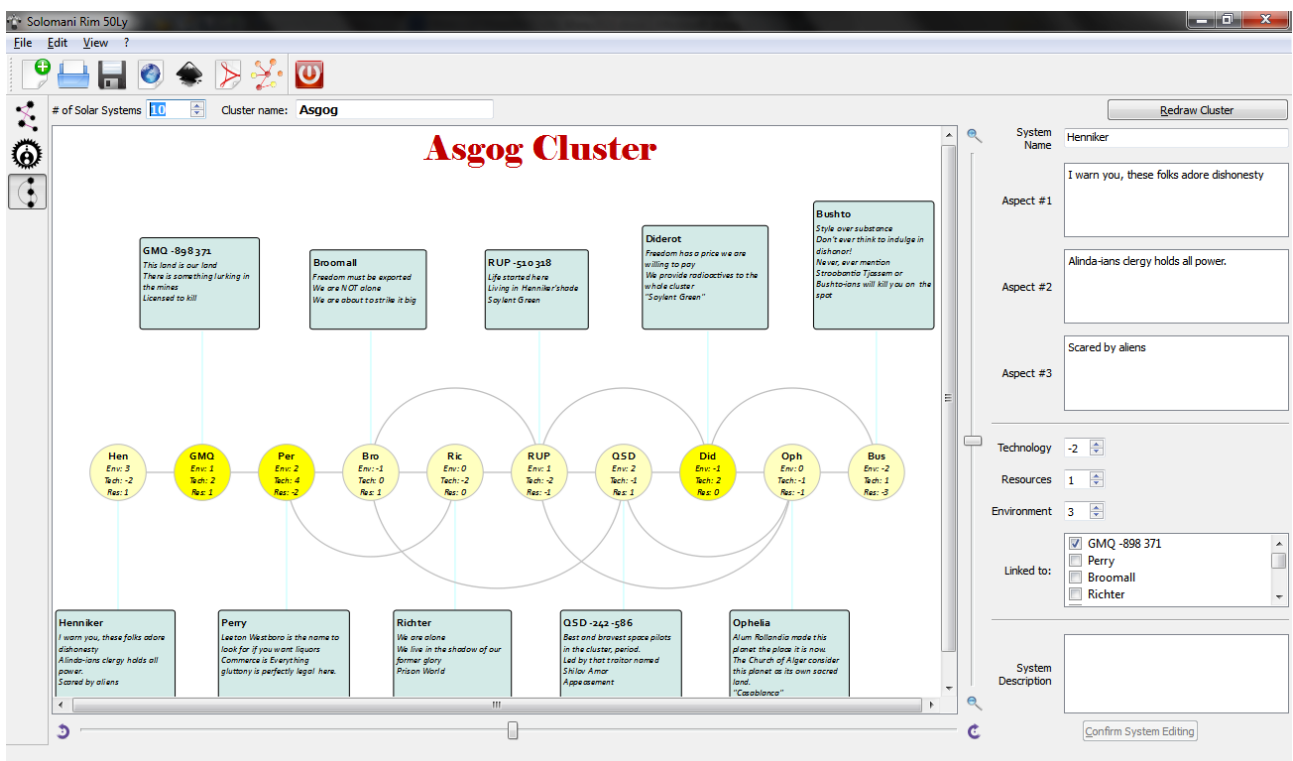 Solomani Rim 50Ly
File Edit View ?
# of Solar Systems 10 Cluster name: Asgog
Redraw Cluster
Asgog Cluster
GMQ -898 371
This land is our land
There is something lurking in
the mines
Licensed to kill
Broomall
Freedom must be exported
We are NOT alone
We are about to strike it big
RUP -510 318
Life started here
Living in Henniker'shade
Soylent Green
Diderot
Freedom has a price we are
willing to pay
We provide radioactives to the
whole cluster
"Soylent Green"
Bushto
Style over substance
Don't ever think to indulge in
dishonor!
Never, ever mention
Stroobantia Tjassem or
Bushto-ians will kill you on the
spot
Hen
Env: 3
Tech: -2
Res: 1
GMQ
Env: 1
Tech: 2
Res: 1
Per
Env: 2
Tech: 4
Res: -2
Bro
Env: -1
Tech: 0
Res: 1
Ric
Env: 0
Tech: -2
Res: 0
RUP
Env: 1
Tech: -2
Res: -1
QSD
Env: 2
Tech: -1
Res: 1
Did
Env: -1
Tech: 2
Res: 0
Oph
Env: 0
Tech: -1
Res: -1
Bus
Env: -2
Tech: 1
Res: -3
Henniker
I warn you, these folks adore
dishonesty
Alinda-ians clergy holds all
power.
Scared by aliens
Perry
Leeton Westboro is the name to
look for if you want liquors
Commerce is Everything
gluttony is perfectly legal here.
Richter
We are alone
We live in the shadow of our
former glory
Prison World
QSD -242 -586
Best and bravest space pilots
in the cluster, period.
Led by that traitor named
Shilov Amar
Appeasement
Ophelia
Alum Rollandia made this
planet the place it is now.
The Church of Alger consider
this planet as its own sacred
land.
"Casablanca"
System
Name
Henniker
Aspect #1
I warn you, these folks adore dishonesty
Aspect #2
Alinda-ians clergy holds all power.
Aspect #3
Scared by aliens
Technology -2
Resources 1
Environment 3
Linked to:
GMQ -898 371
Perry
Broomall
Richter
System
Description
Confirm System Editing